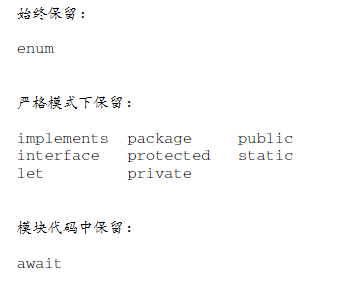 始终保留：
enum
严格模式下保留：
implements package public
interface protected static
let private
模块代码中保留：
await